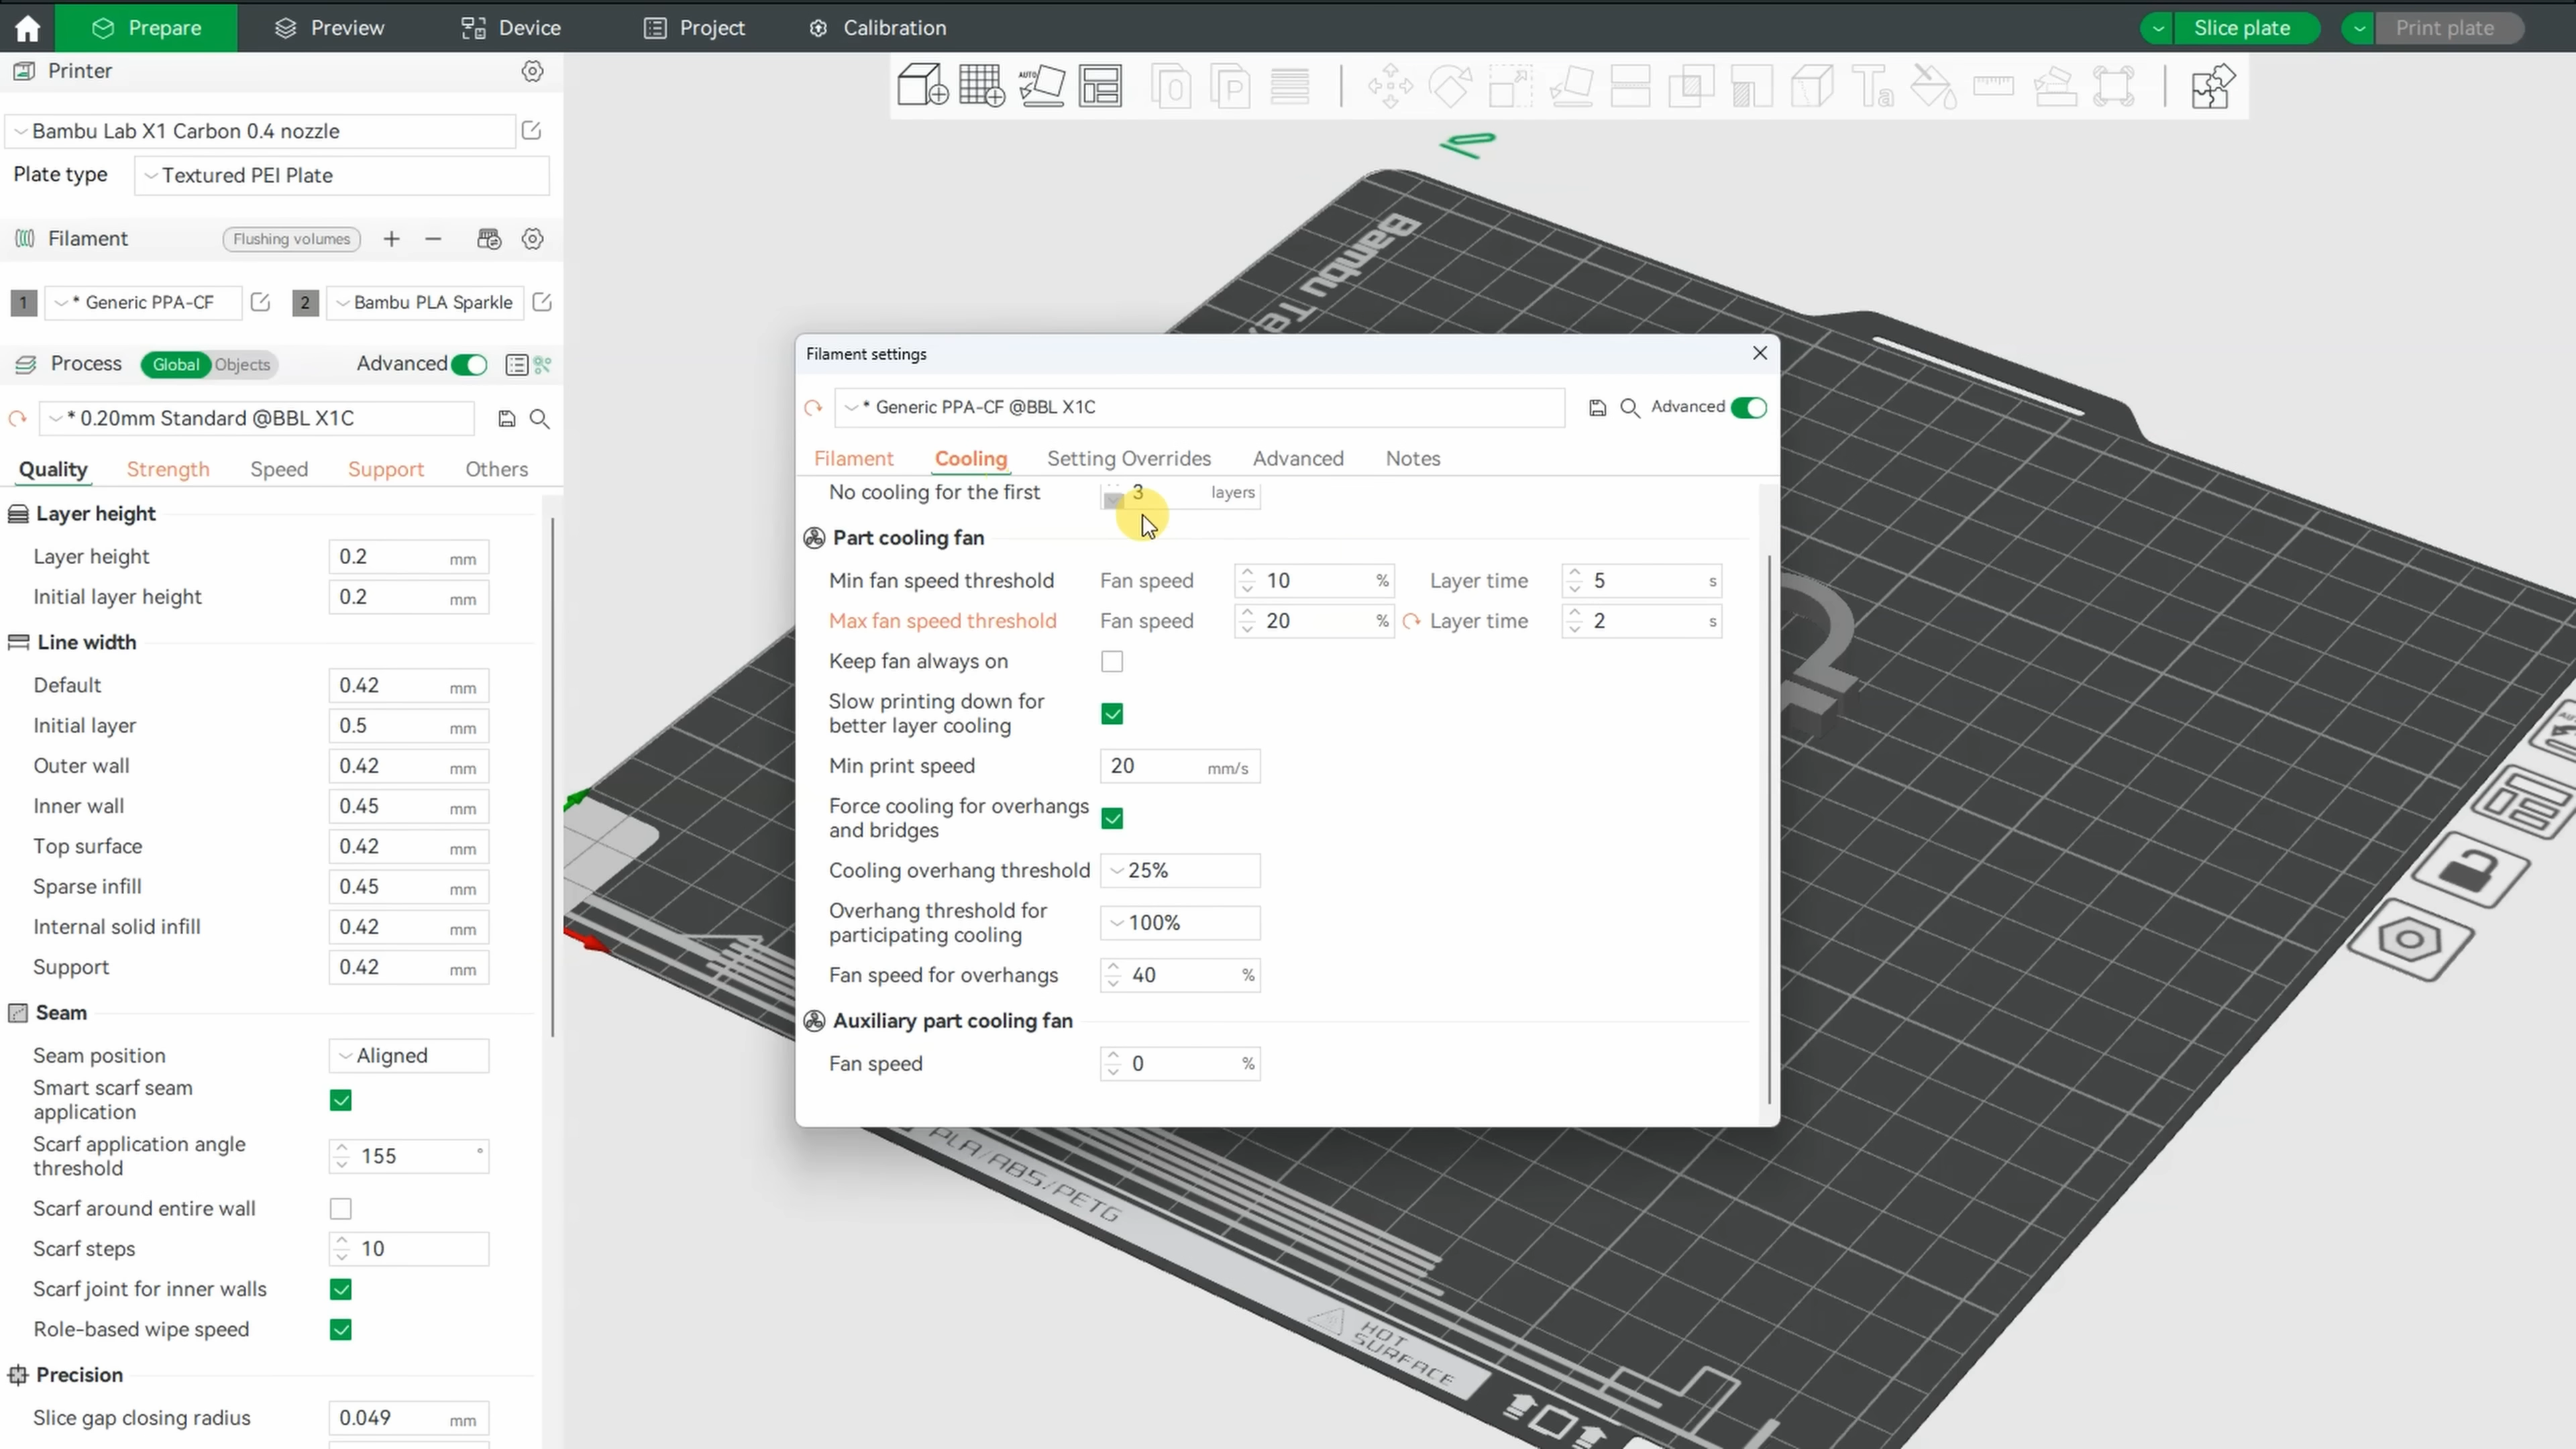 Prepare Preview Device Project Calibration Slice plate Print plate
Printer
Bambu Lab X1 Carbon 0.4 nozzle
Plate type Textured PEI Plate
Filament Flushing volumes
1 * Generic PPA-CF 2 Bambu PLA Sparkle
Process Global Objects Advanced
* 0.20mm Standard @BBL X1C
Quality Strength Speed Support Others
Layer height
Layer height 0.2 mm
Initial layer height 0.2 mm
Line width
Default 0.42 mm
Initial layer 0.5 mm
Outer wall 0.42 mm
Inner wall 0.45 mm
Top surface 0.42 mm
Sparse infill 0.45 mm
Internal solid infill 0.42 mm
Support 0.42 mm
Seam
Seam position Aligned
Smart scarf seam
application
Scarf application angle
threshold 155 °
Scarf around entire wall
Scarf steps 10
Scarf joint for inner walls
Role-based wipe speed
Precision
Slice gap closing radius 0.049 mm
AUTO
Bambu Tex
Filament settings
* Generic PPA-CF @BBL X1C Advanced
Filament Cooling Setting Overrides Advanced Notes
No cooling for the first 3 layers
Part cooling fan
Min fan speed threshold Fan speed 10 % Layer time 5 s
Max fan speed threshold Fan speed 20 % Layer time 2 s
Keep fan always on
Slow printing down for
better layer cooling
Min print speed 20 mm/s
Force cooling for overhangs
and bridges
Cooling overhang threshold 25%
Overhang threshold for
participating cooling 100%
Fan speed for overhangs 40 %
Auxiliary part cooling fan
Fan speed 0 %
PLA/ABS/PETG
HOT
SURFACE